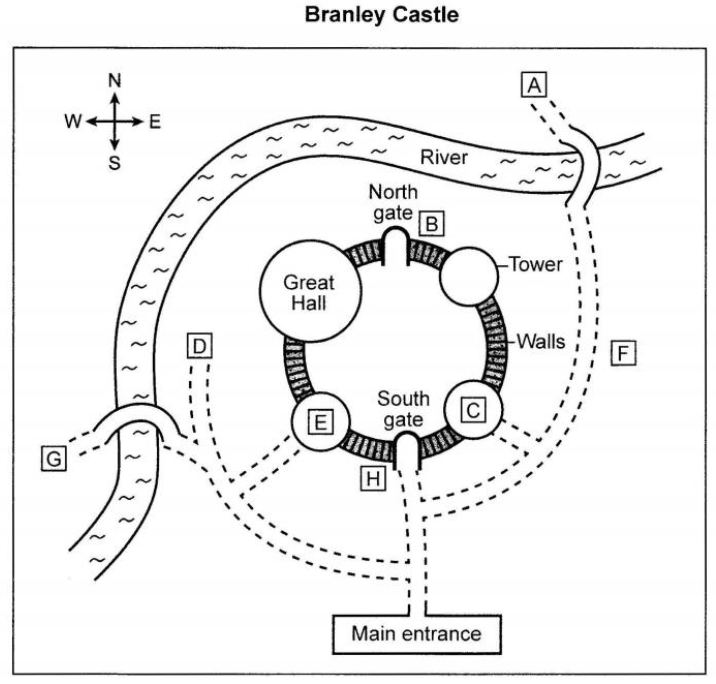 Branley Castle
A
N
W E
S
River
North
gate
B
Great
Hall
Tower
D
Walls
F
South
gate
C
E
G
H
Main entrance